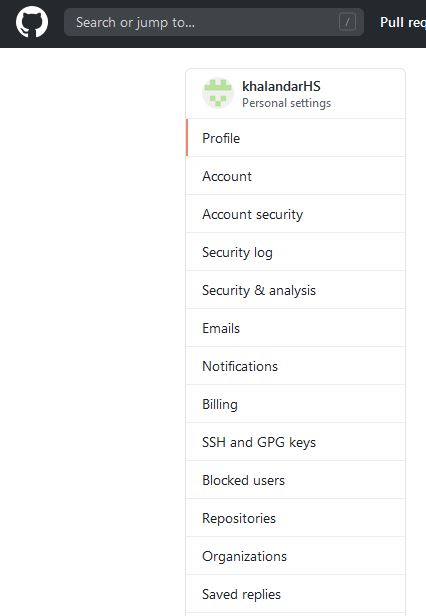 Search or jump to...
/
Pull req
khalandarHS
Personal settings
Profile
Account
Account security
Security log
Security & analysis
Emails
Notifications
Billing
SSH and GPG keys
Blocked users
Repositories
Organizations
Saved replies